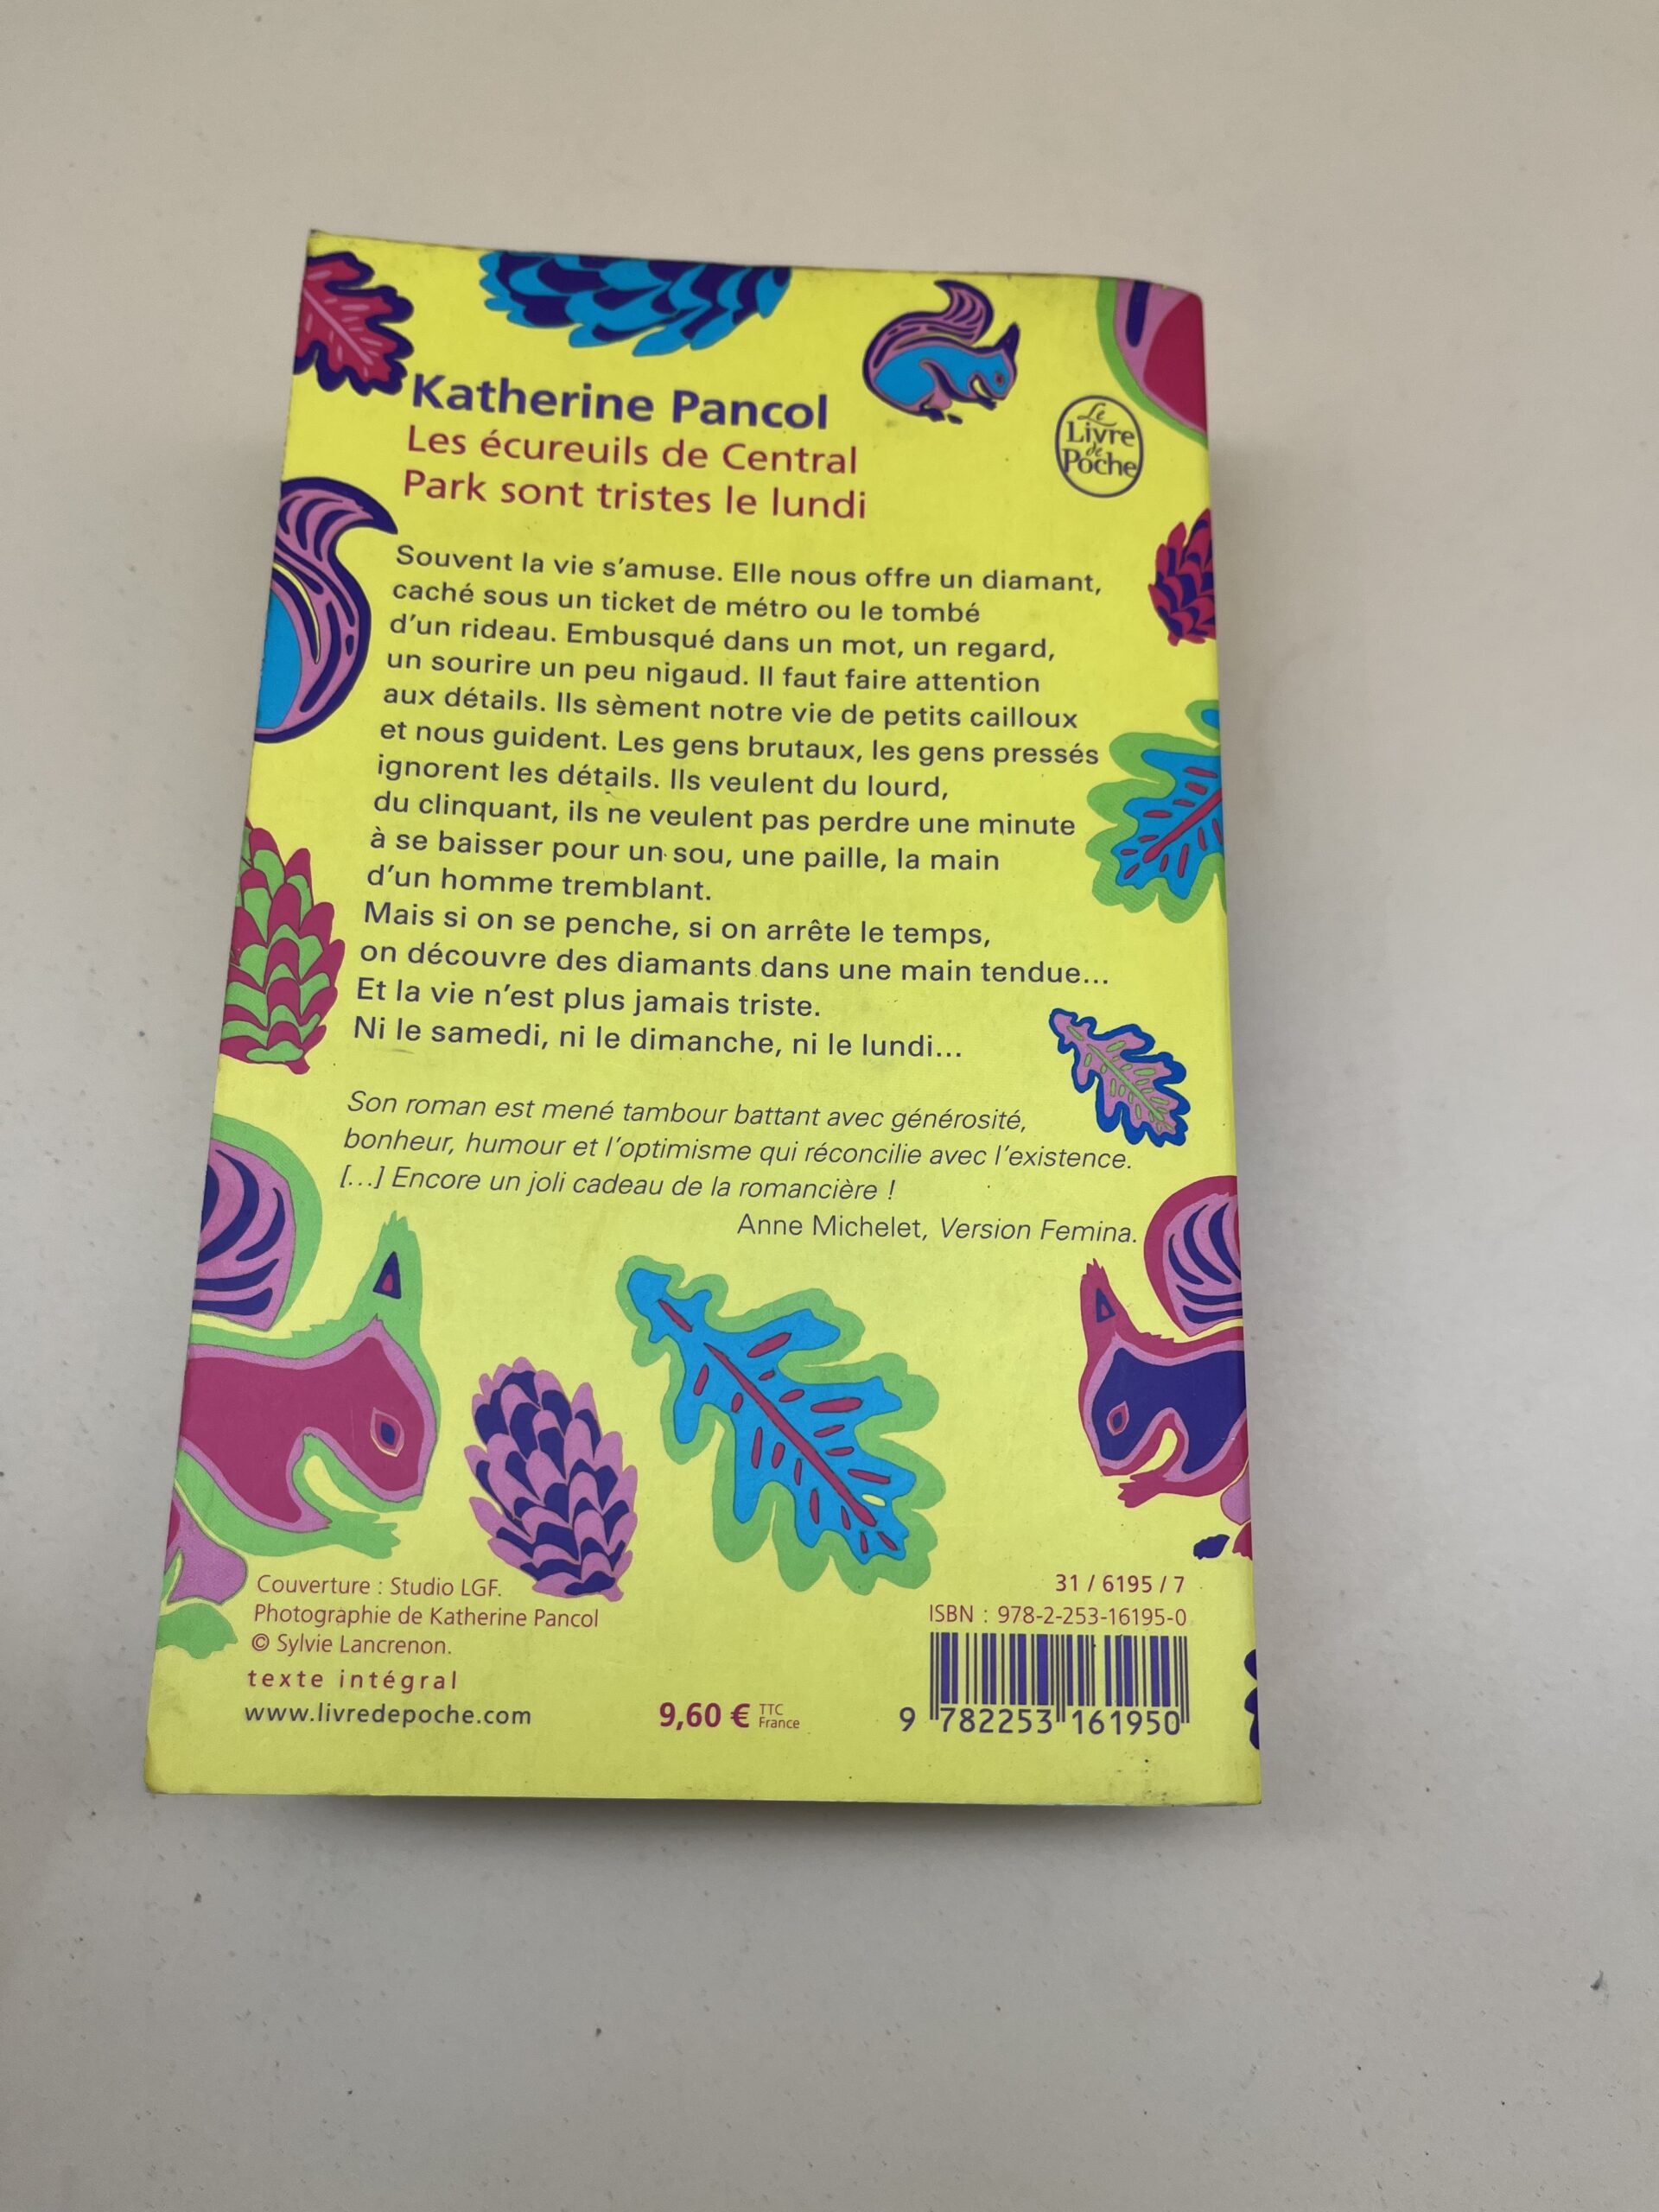 Katherine Pancol
Les écureuils de Central
Park sont tristes le lundi
Le
Livre
de
Poche
Souvent la vie s'amuse. Elle nous offre un diamant,
caché sous un ticket de métro ou le tombé
d'un rideau. Embusqué dans un mot, un regard,
un sourire un peu nigaud. Il faut faire attention
aux détails. Ils sèment notre vie de petits cailloux
et nous guident. Les gens brutaux, les gens pressés
ignorent les détails. Ils veulent du lourd,
du clinquant, ils ne veulent pas perdre une minute
à se baisser pour un sou, une paille, la main
d'un homme tremblant.
Mais si on se penche, si on arrête le temps,
on découvre des diamants dans une main tendue...
Et la vie n'est plus jamais triste.
Ni le samedi, ni le dimanche, ni le lundi...
Son roman est mené tambour battant avec générosité,
bonheur, humour et l'optimisme qui réconcilie avec l'existence.
[...] Encore un joli cadeau de la romancière !
Anne Michelet, Version Femina.
Couverture : Studio LGF.
Photographie de Katherine Pancol
© Sylvie Lancrenon.
texte intégral
www.livredepoche.com
9,60 € TTC
France
31 / 6195 / 7
ISBN : 978-2-253-16195-0
9 782253 161950